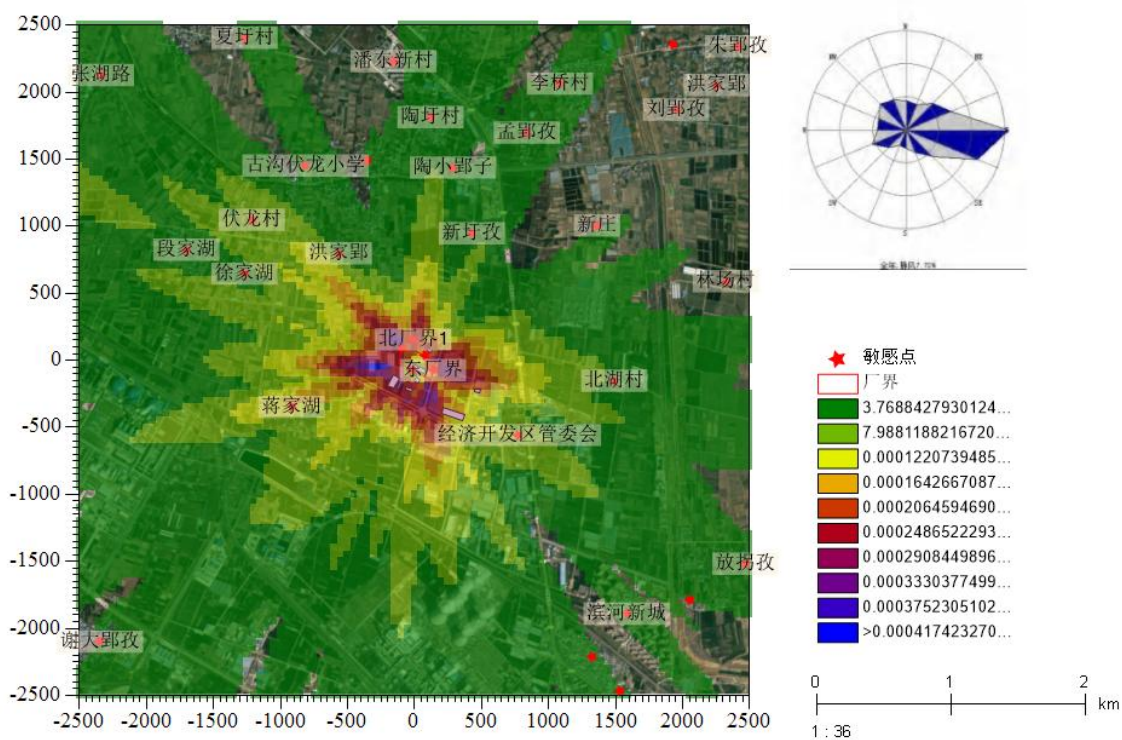 2500
2000
1500
1000
500
0
-500
-1000
-1500
-2000
-2500
-2500
-2000
-1500
-1000
-500
0
500
1000
1500
2000
2500
夏圩村
潘东新村
朱郢孜
张湖路
李桥村
洪家郢
刘郢孜
陶圩村
孟郢孜
古沟伏龙小学
陶小郢子
伏龙村
新圩孜
新庄
段家湖
洪家郢
徐家湖
林场村
北厂界1
东厂界
北湖村
蒋家湖
经济开发区管委会
放拐孜
滨河新城
谢大郢孜
敏感点
厂界
3.7688427930124...
7.9881188216720...
0.0001220739485...
0.0001642667087...
0.0002064594690...
0.0002486522293...
0.0002908449896...
0.0003330377499...
0.0003752305102...
>0.000417423270...
0
1
2
km
1 : 36